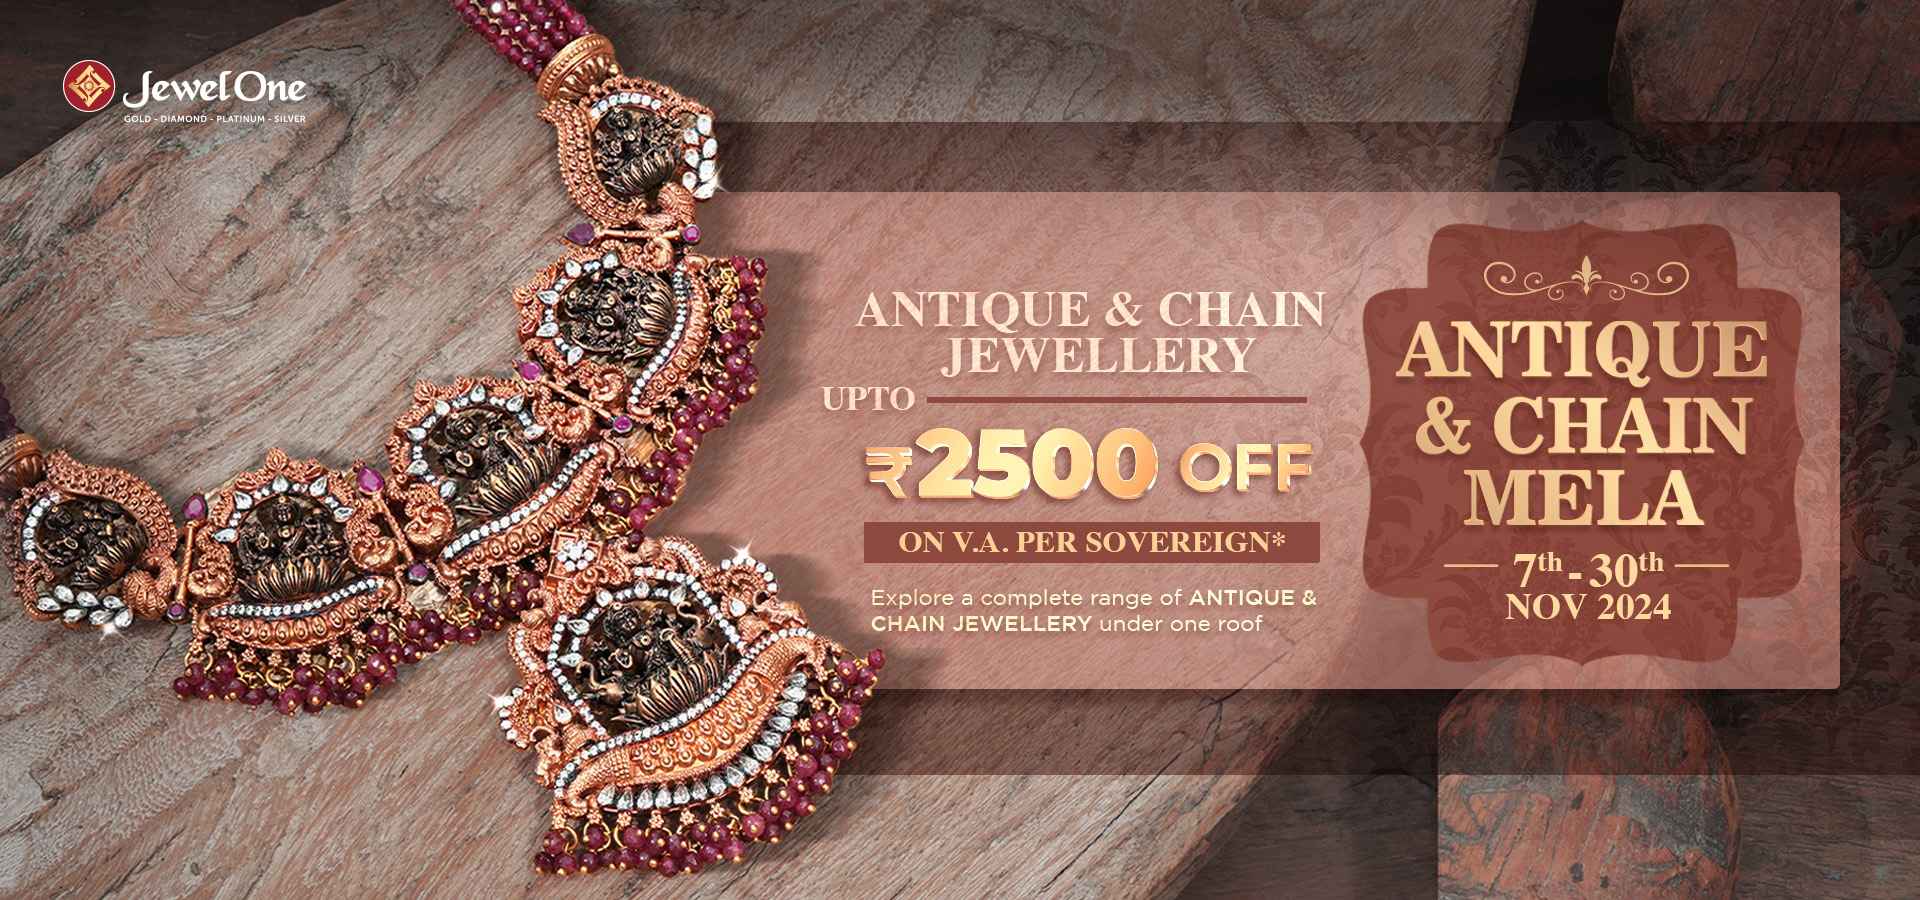 Jewel One
GOLD - DIAMOND - PLATINUM - SILVER
ANTIQUE & CHAIN
JEWELLERY
UPTO
₹2500 OFF
ON V.A. PER SOVEREIGN*
Explore a complete range of ANTIQUE &
CHAIN JEWELLERY under one roof
ANTIQUE
& CHAIN
MELA
7th - 30th
NOV 2024